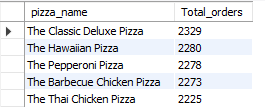 pizza_name Total_orders
The Classic Deluxe Pizza 2329
The Hawaiian Pizza 2280
The Pepperoni Pizza 2278
The Barbecue Chicken Pizza 2273
The Thai Chicken Pizza 2225